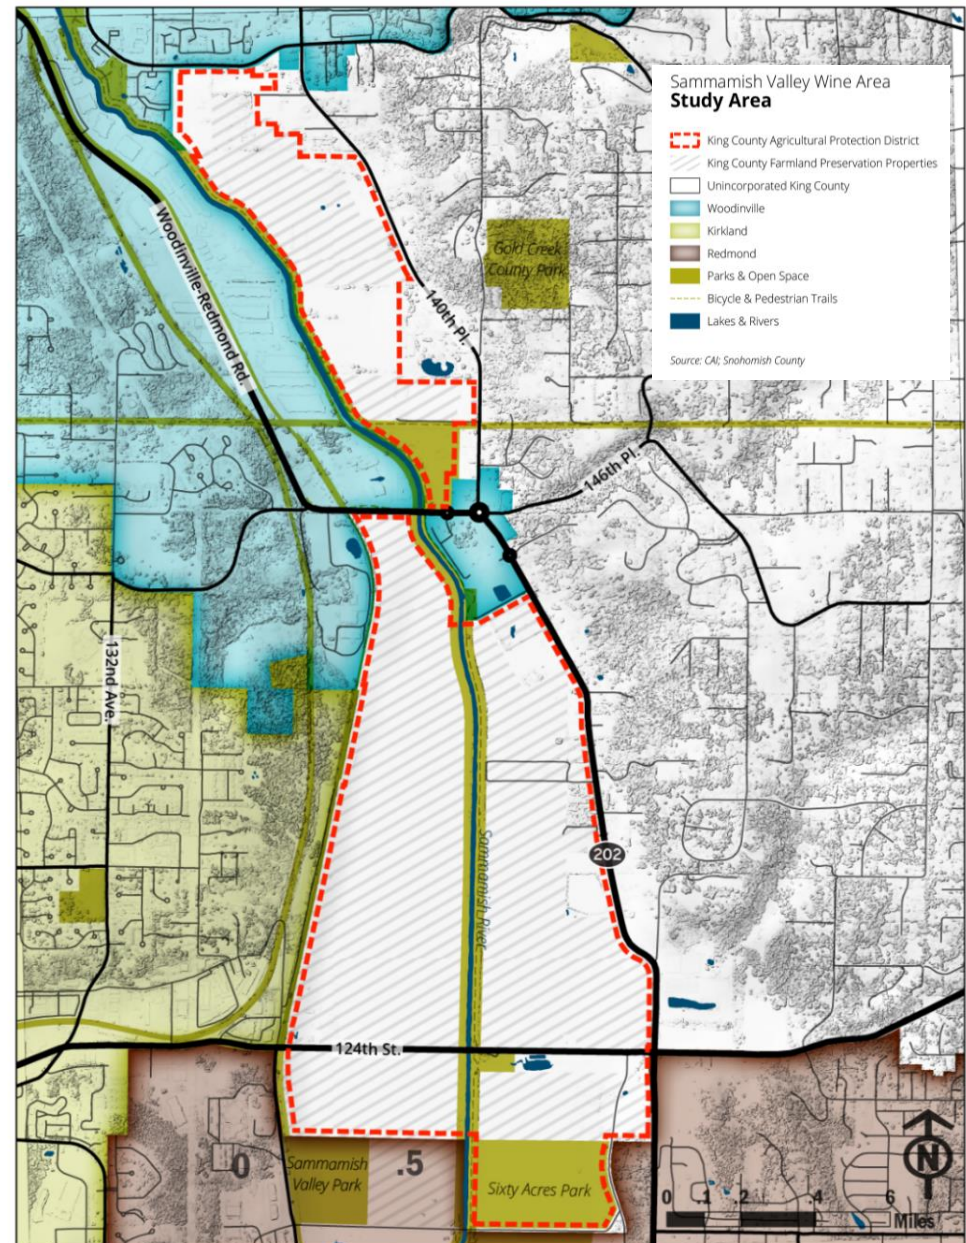 Sammamish Valley Wine Area
Study Area
King County Agricultural Protection District
King County Farmland Preservation Properties
Unincorporated King County
Woodinville
Kirkland
Redmond
Parks & Open Space
Bicycle & Pedestrian Trails
Lakes & Rivers
Source: CAI; Snohomish County
Woodinville-Redmond Rd.
Gold Creek
County Park
140th Pl.
146th Pl.
132nd Ave.
202
Sammamish River
124th St.
Sammamish
Valley Park
Sixty Acres Park
0
.5
N
0 .1 .2 .4 .6
Miles